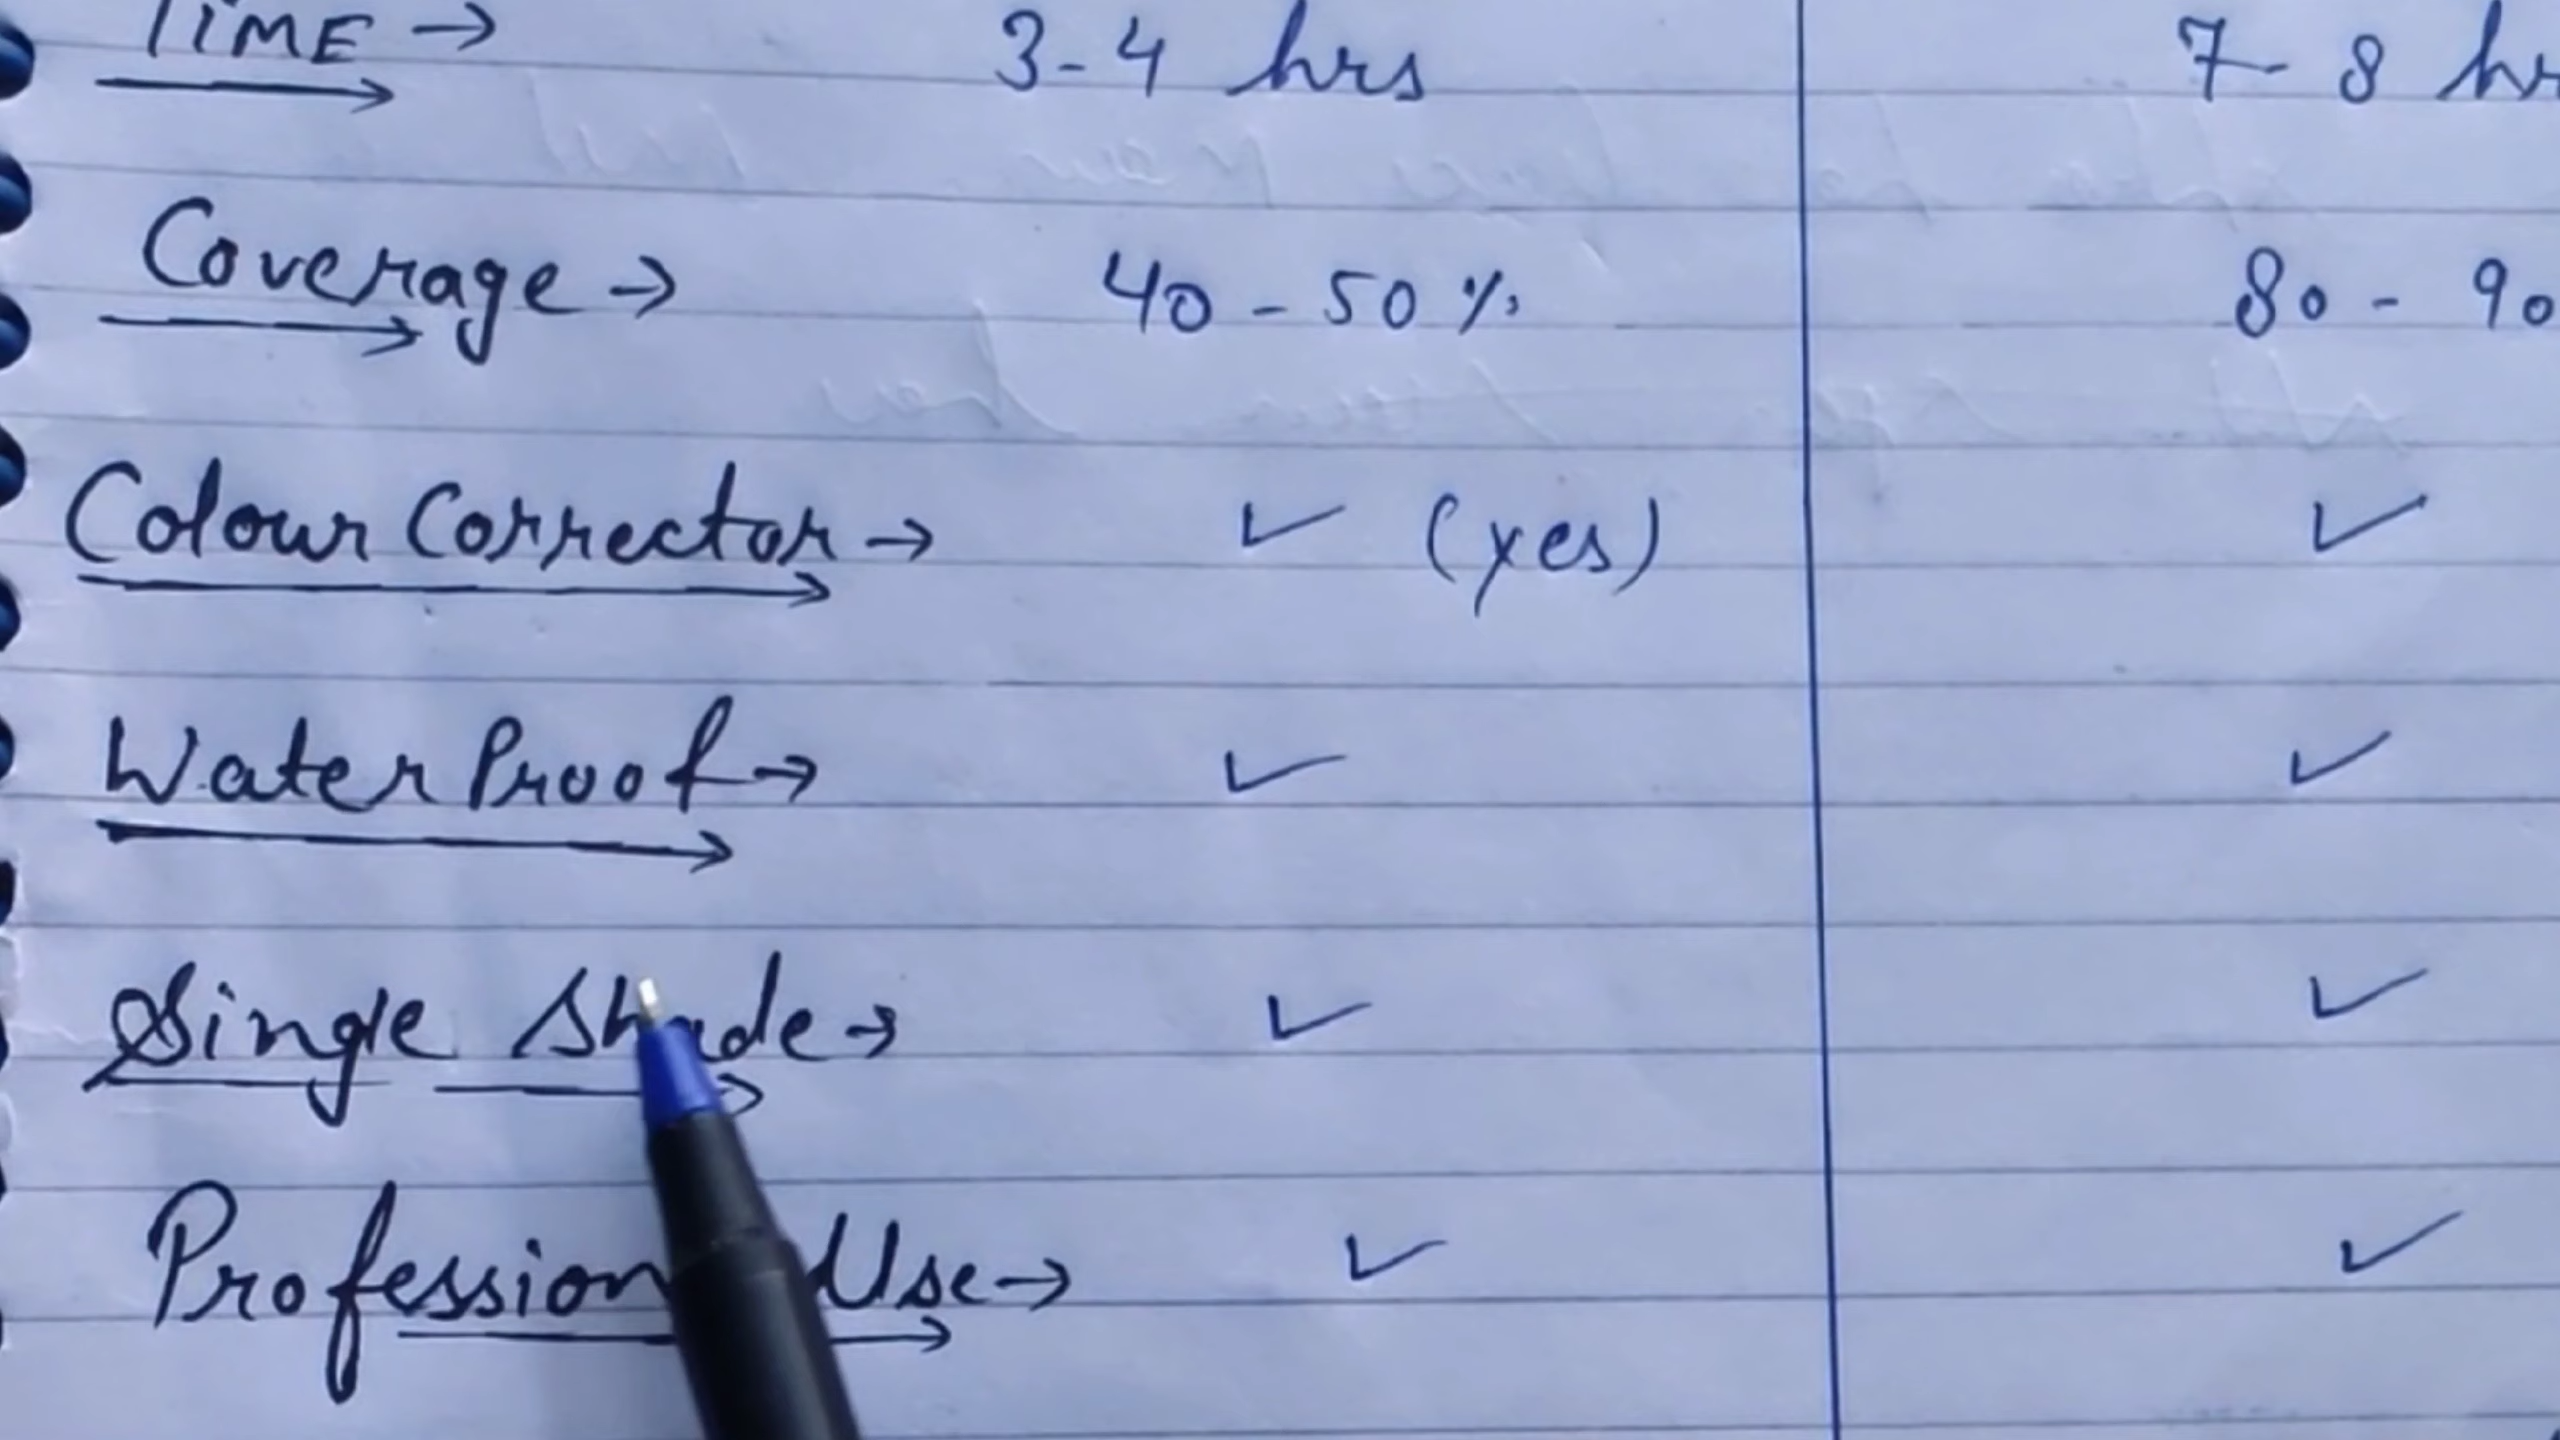 TIME → 3-4 hrs 7-8 hr
Coverage → 40-50% 80-90
Colour Corrector → ✓ (yes) ✓
Water Proof → ✓ ✓
Single Shade → ✓ ✓
Profession Use → ✓ ✓